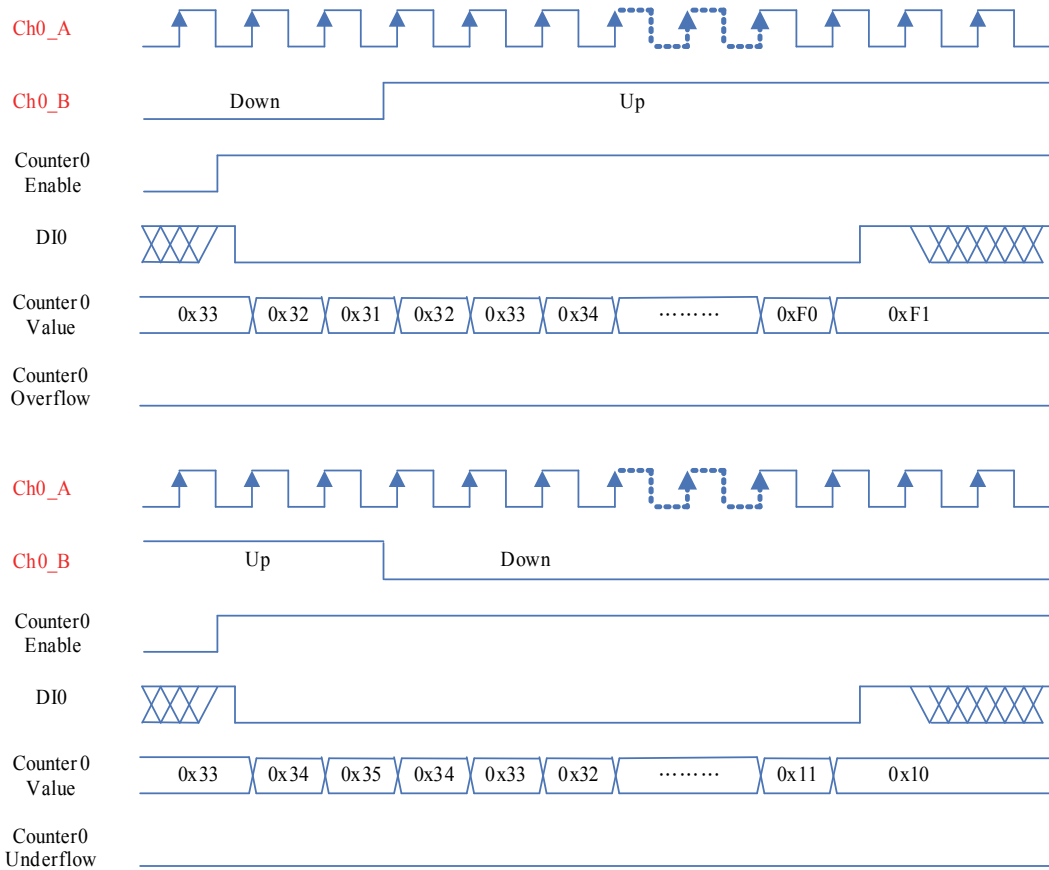 Ch0_A
Ch0_B Down Up
Counter0
Enable
DI0
Counter0
Value
0x33 0x32 0x31 0x32 0x33 0x34 ········· 0xF0 0xF1
Counter0
Overflow
Ch0_A
Ch0_B Up Down
Counter0
Enable
DI0
Counter0
Value
0x33 0x34 0x35 0x34 0x33 0x32 ········· 0x11 0x10
Counter0
Underflow